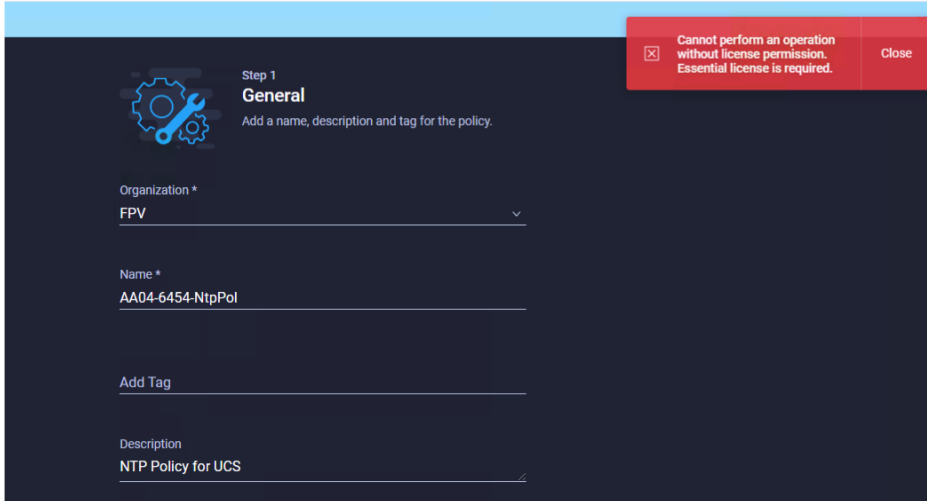 Cannot perform an operation
without license permission.
Essential license is required.
Close
Step 1
General
Add a name, description and tag for the policy.
Organization *
FPV
Name *
AA04-6454-NtpPol
Add Tag
Description
NTP Policy for UCS